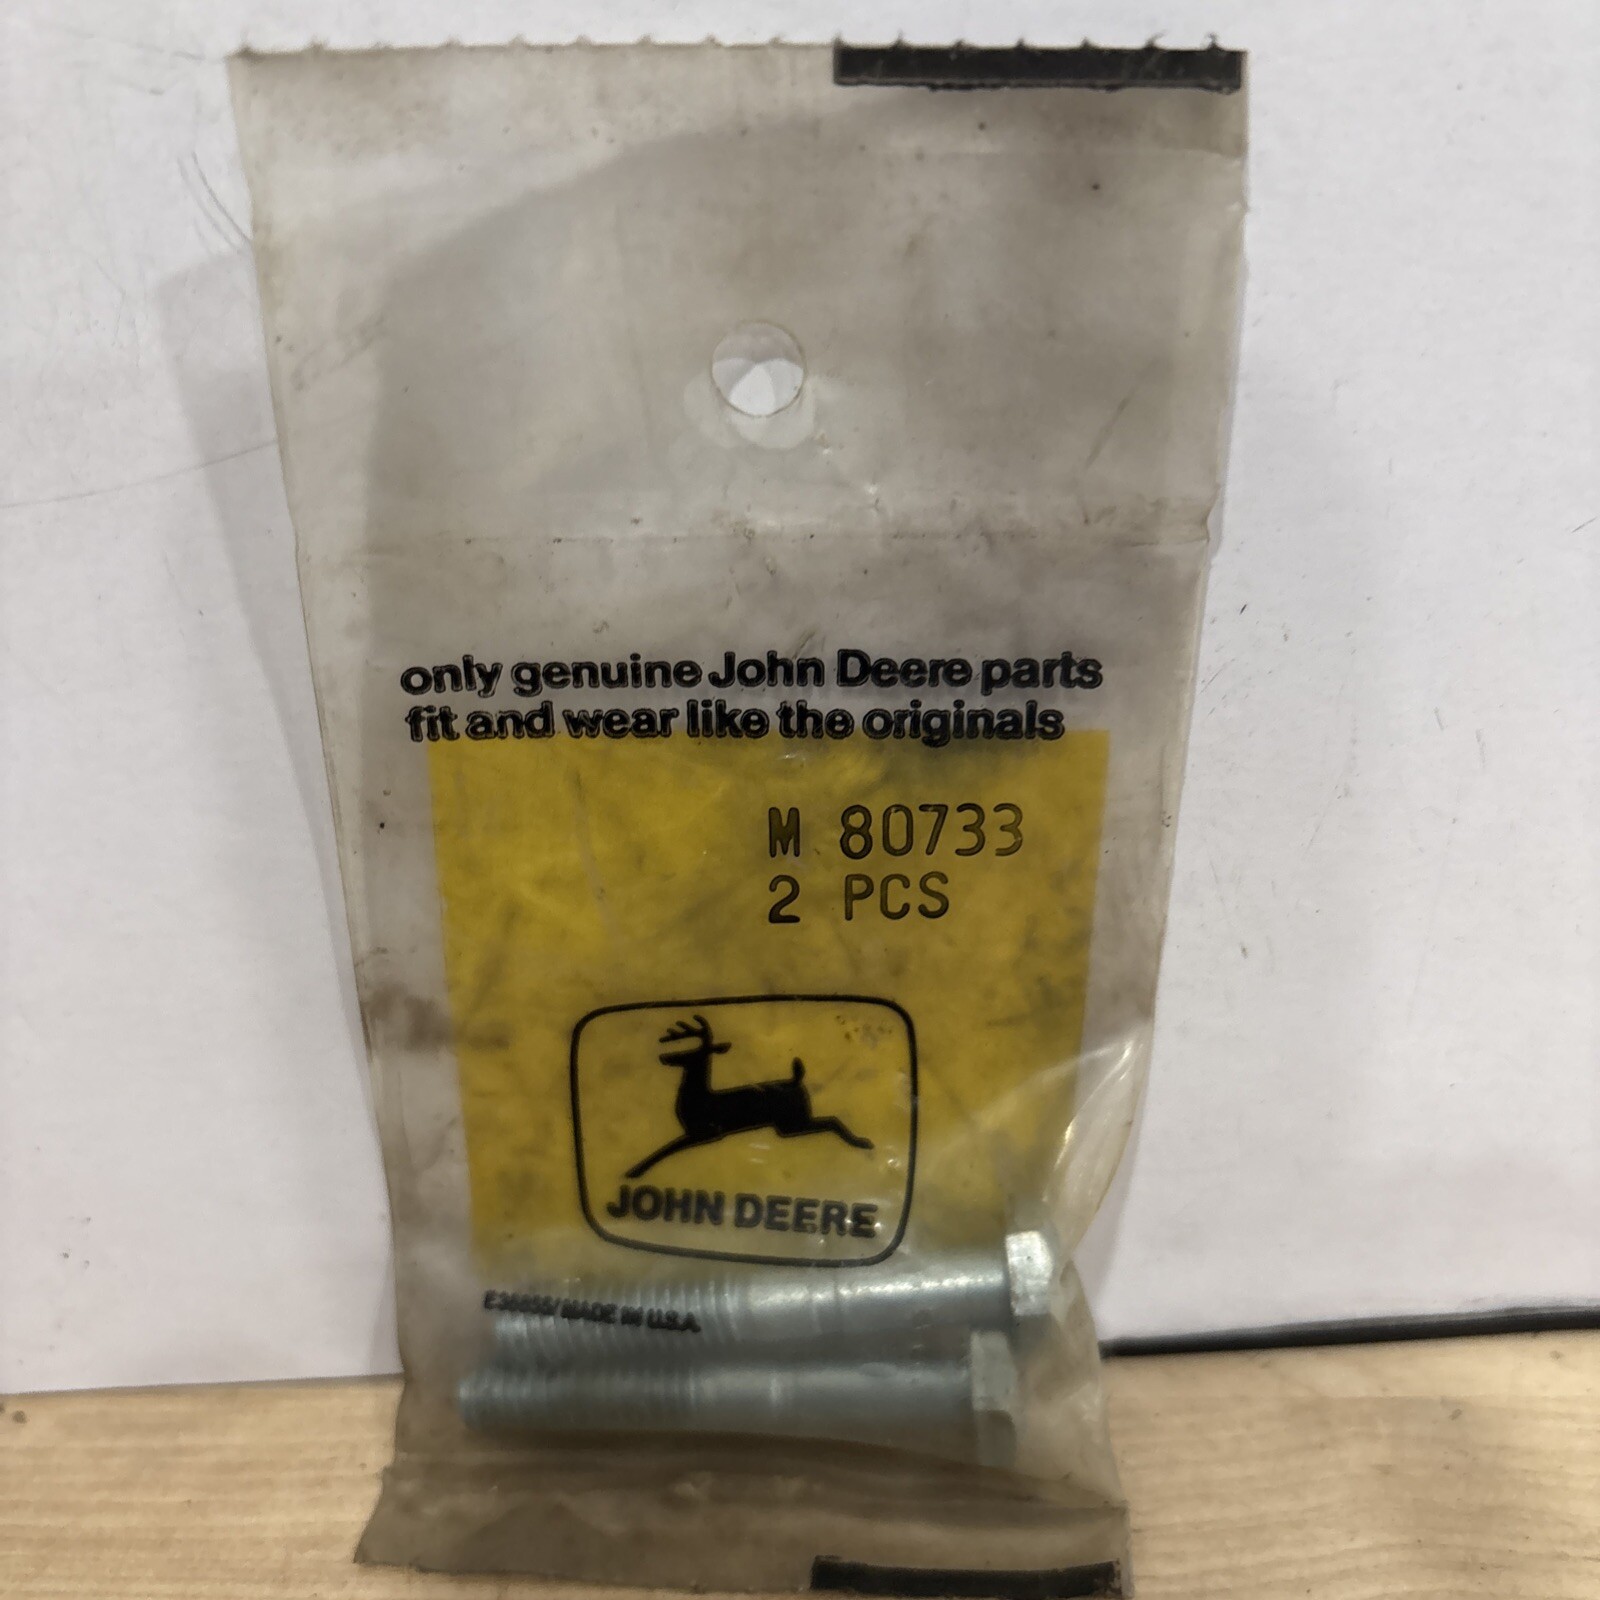 only genuine John Deere parts
fit and wear like the originals
M 80733
2 PCS
JOHN DEERE
MADE IN U.S.A.